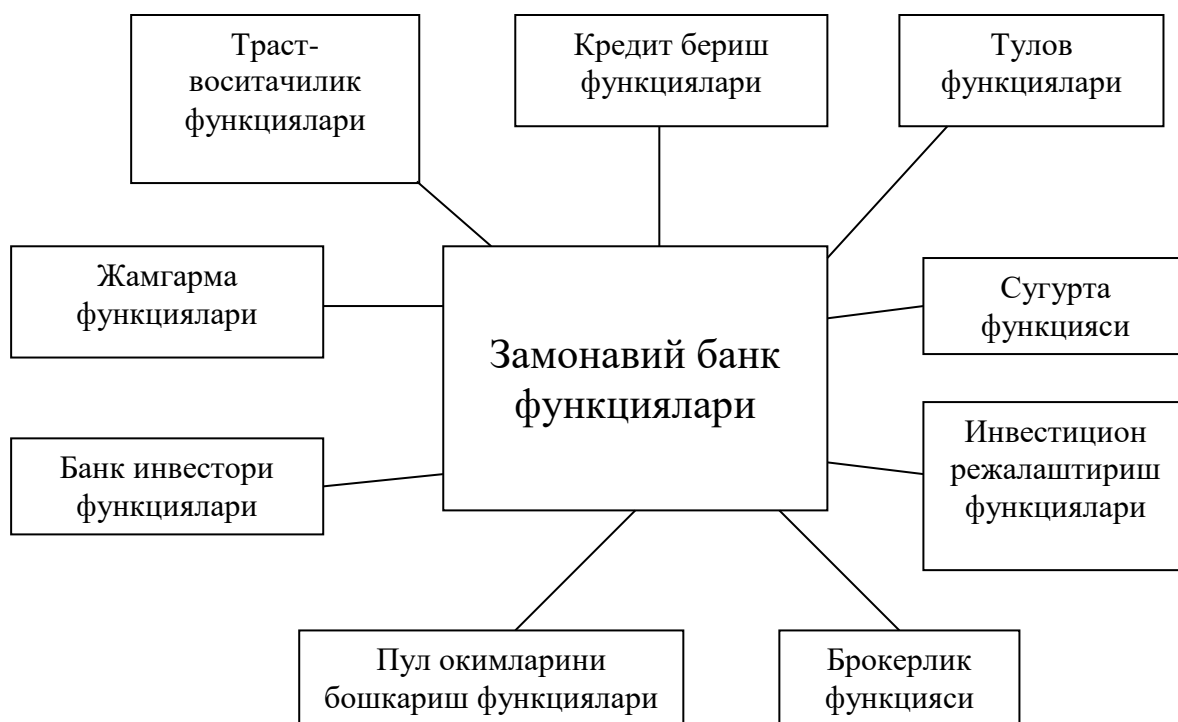 Траст-
воситачилик
функциялари
Кредит бериш
функциялари
Тулов
функциялари
Жамгарма
функциялари
Сугурта
функцияси
Замонавий банк
функциялари
Банк инвестори
функциялари
Инвестицион
режалаштириш
функциялари
Пул окимларини
бошкариш функциялари
Брокерлик
функцияси